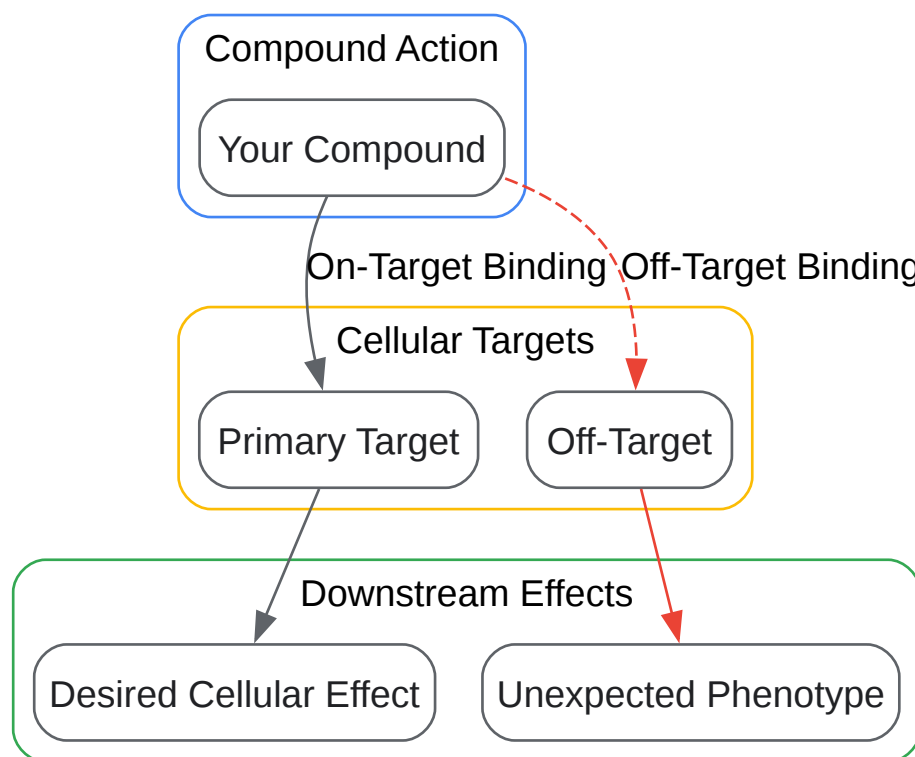 Compound Action
Your Compound
On-Target Binding
Off-Target Binding
Cellular Targets
Primary Target
Off-Target
Downstream Effects
Desired Cellular Effect
Unexpected Phenotype